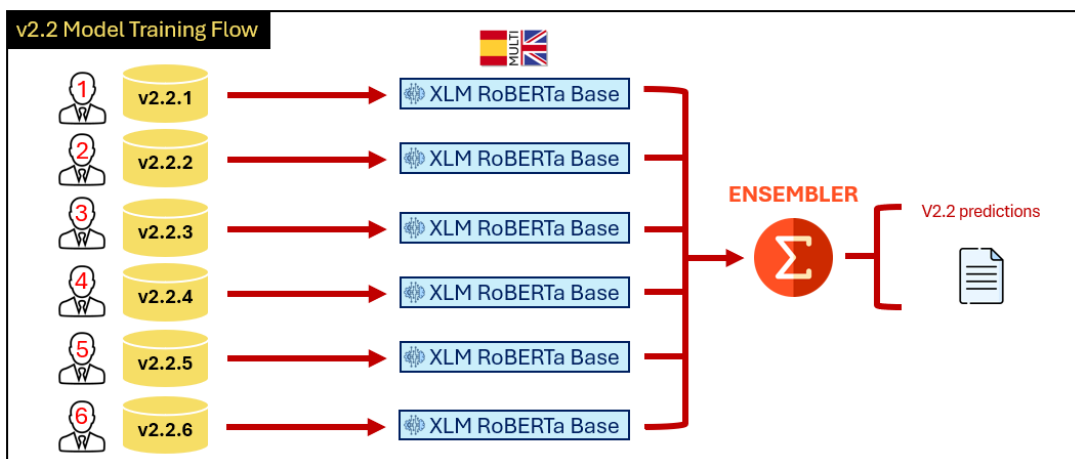 v2.2 Model Training Flow
MULTI
1
v2.2.1
XLM RoBERTa Base
2
v2.2.2
XLM RoBERTa Base
3
v2.2.3
XLM RoBERTa Base
4
v2.2.4
XLM RoBERTa Base
5
v2.2.5
XLM RoBERTa Base
6
v2.2.6
XLM RoBERTa Base
ENSEMBLER
Σ
V2.2 predictions